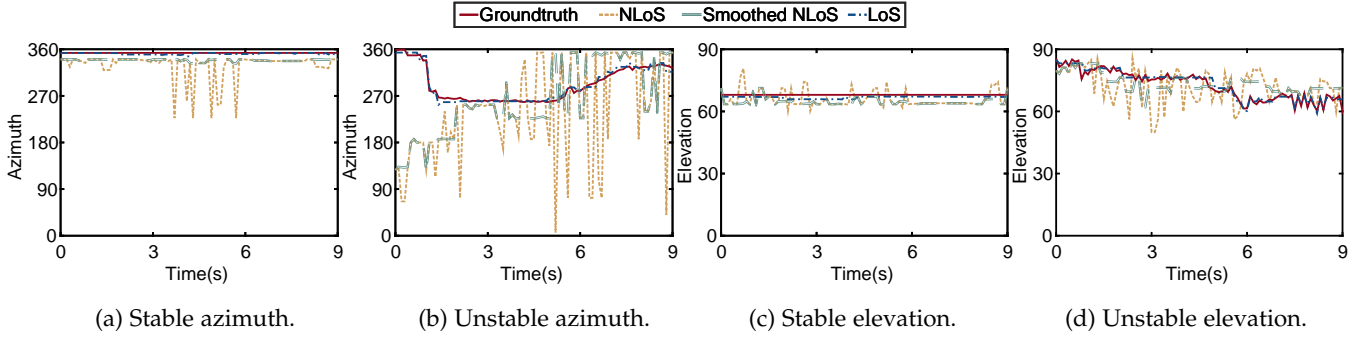 Groundtruth NLoS Smoothed NLoS LoS
360
270
180
90
0
Azimuth
0 3 6 9
Time(s)
(a) Stable azimuth.
360
270
180
90
0
Azimuth
0 3 6 9
Time(s)
(b) Unstable azimuth.
90
60
30
0
Elevation
0 3 6 9
Time(s)
(c) Stable elevation.
90
60
30
0
Elevation
0 3 6 9
Time(s)
(d) Unstable elevation.